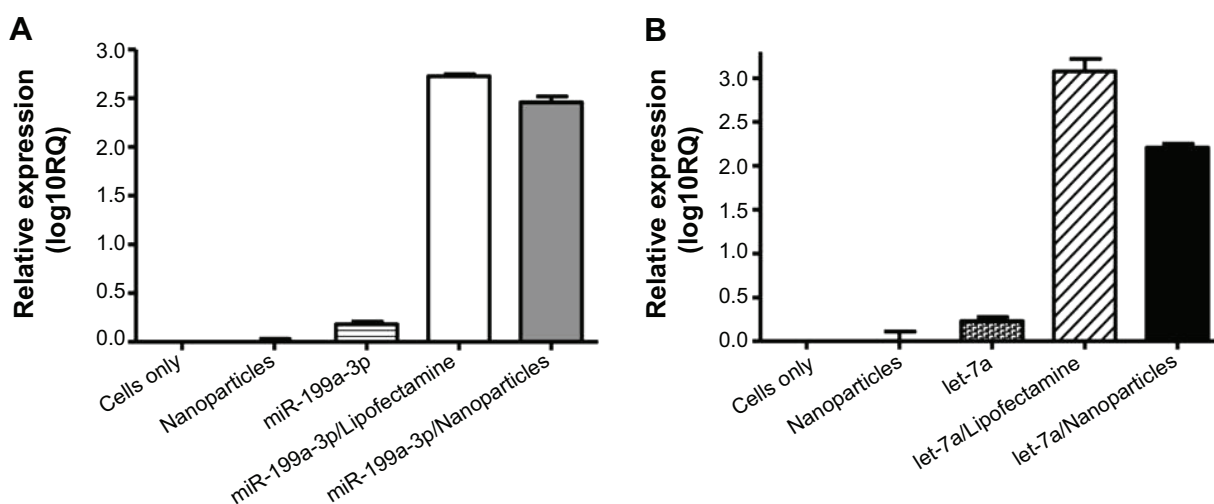 A
Relative expression
(log10RQ)
3.0
2.5
2.0
1.5
1.0
0.5
0.0
Cells only
Nanoparticles
miR-199a-3p
miR-199a-3p/Lipofectamine
miR-199a-3p/Nanoparticles
B
Relative expression
(log10RQ)
3.0
2.5
2.0
1.5
1.0
0.5
0.0
Cells only
Nanoparticles
let-7a
let-7a/Lipofectamine
let-7a/Nanoparticles